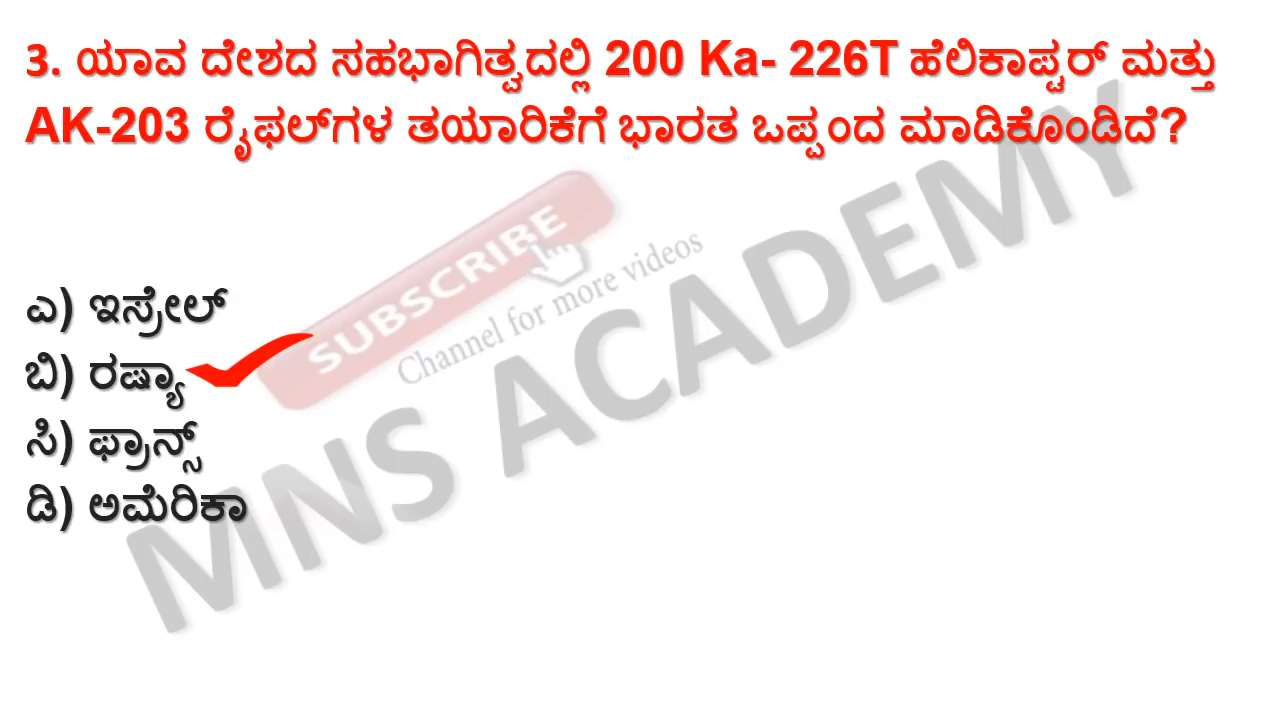 3. ಯಾವ ದೇಶದ ಸಹಭಾಗಿತ್ವದಲ್ಲಿ 200 Ka- 226T ಹೆಲಿಕಾಪ್ಟರ್ ಮತ್ತು
AK-203 ರೈಫಲ್‌ಗಳ ತಯಾರಿಕೆಗೆ ಭಾರತ ಒಪ್ಪಂದ ಮಾಡಿಕೊಂಡಿದೆ?
SUBSCRIBE
Channel for more videos
MNS ACADEMY
ಎ) ಇಸ್ರೇಲ್
ಬಿ) ರಷ್ಯಾ
ಸಿ) ಫ್ರಾನ್ಸ್
ಡಿ) ಅಮೆರಿಕಾ